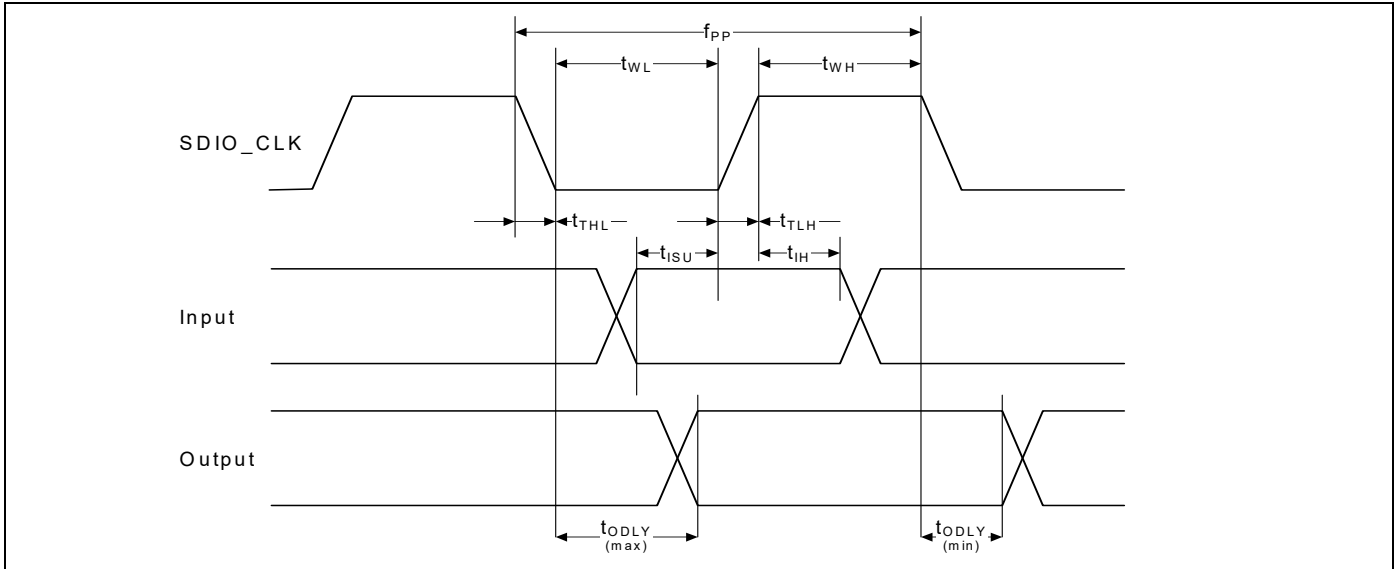 fPP
tWL
tWH
SDIO_CLK
tTHL
tTLH
tISU
tIH
Input
Output
tODLY
(max)
tODLY
(min)